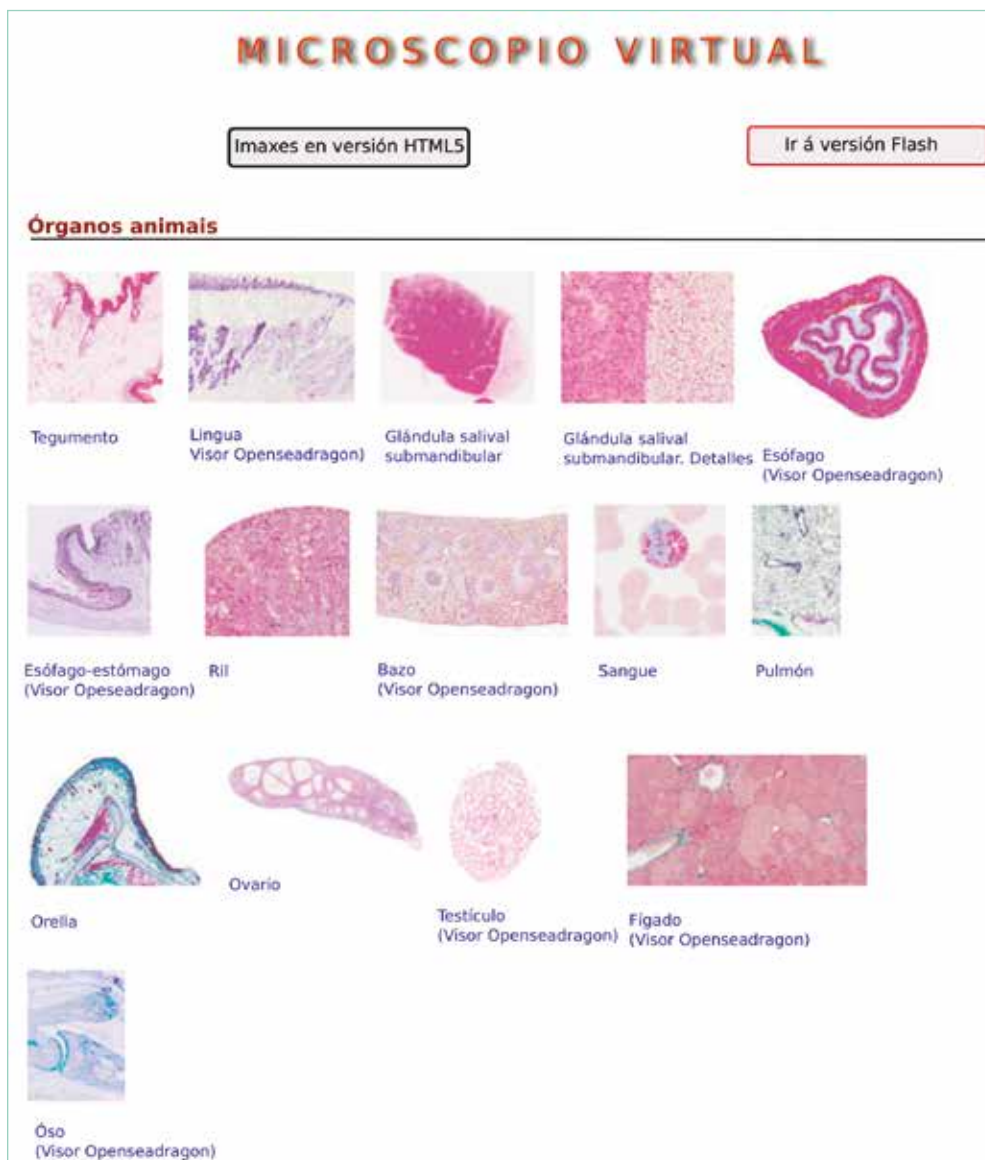 MICROSCOPIO VIRTUAL
Imaxes en versión HTML5
Ir á versión Flash
Órganos animais
Tegumento
Lingua
Visor Openseadragon)
Glándula salival
submandibular
Glándula salival
submandibular. Detalles
Esófago
(Visor Openseadragon)
Esófago-estómago
(Visor Opeseadragon)
Ril
Bazo
(Visor Openseadragon)
Sangue
Pulmón
Orella
Ovario
Testículo
(Visor Openseadragon)
Fígado
(Visor Openseadragon)
Óso
(Visor Openseadragon)